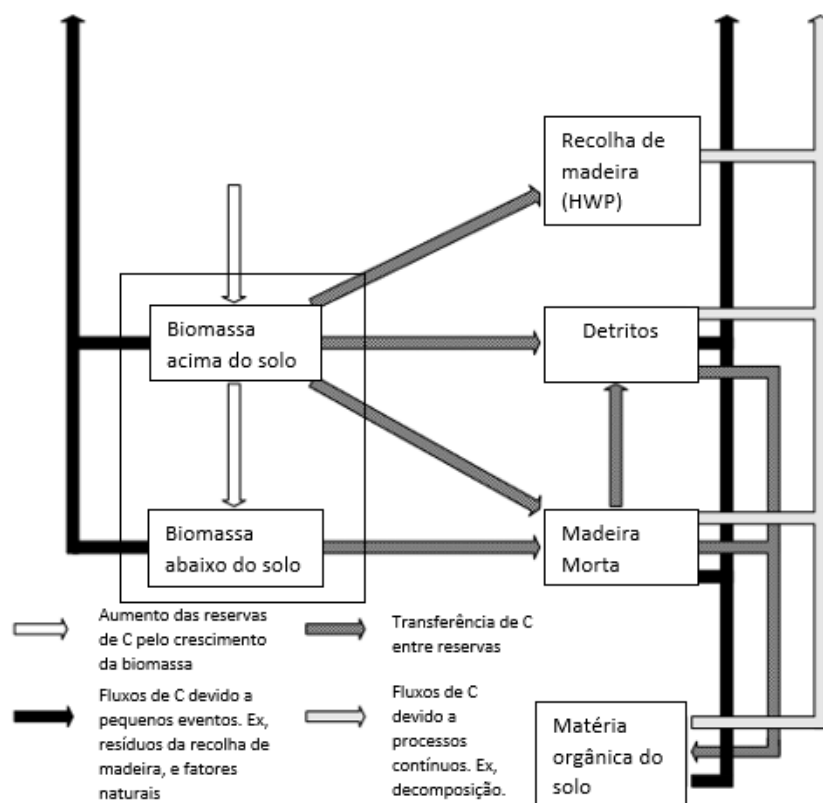 Recolha de
madeira
(HWP)
Biomassa
acima do solo
Detritos
Biomassa
abaixo do solo
Madeira
Morta
Aumento das reservas
de C pelo crescimento
da biomassa
Transferência de C
entre reservas
Fluxos de C devido a
pequenos eventos. Ex,
resíduos da recolha de
madeira, e fatores
naturais
Fluxos de C
devido a
processos
contínuos. Ex,
decomposição.
Matéria
orgânica do
solo